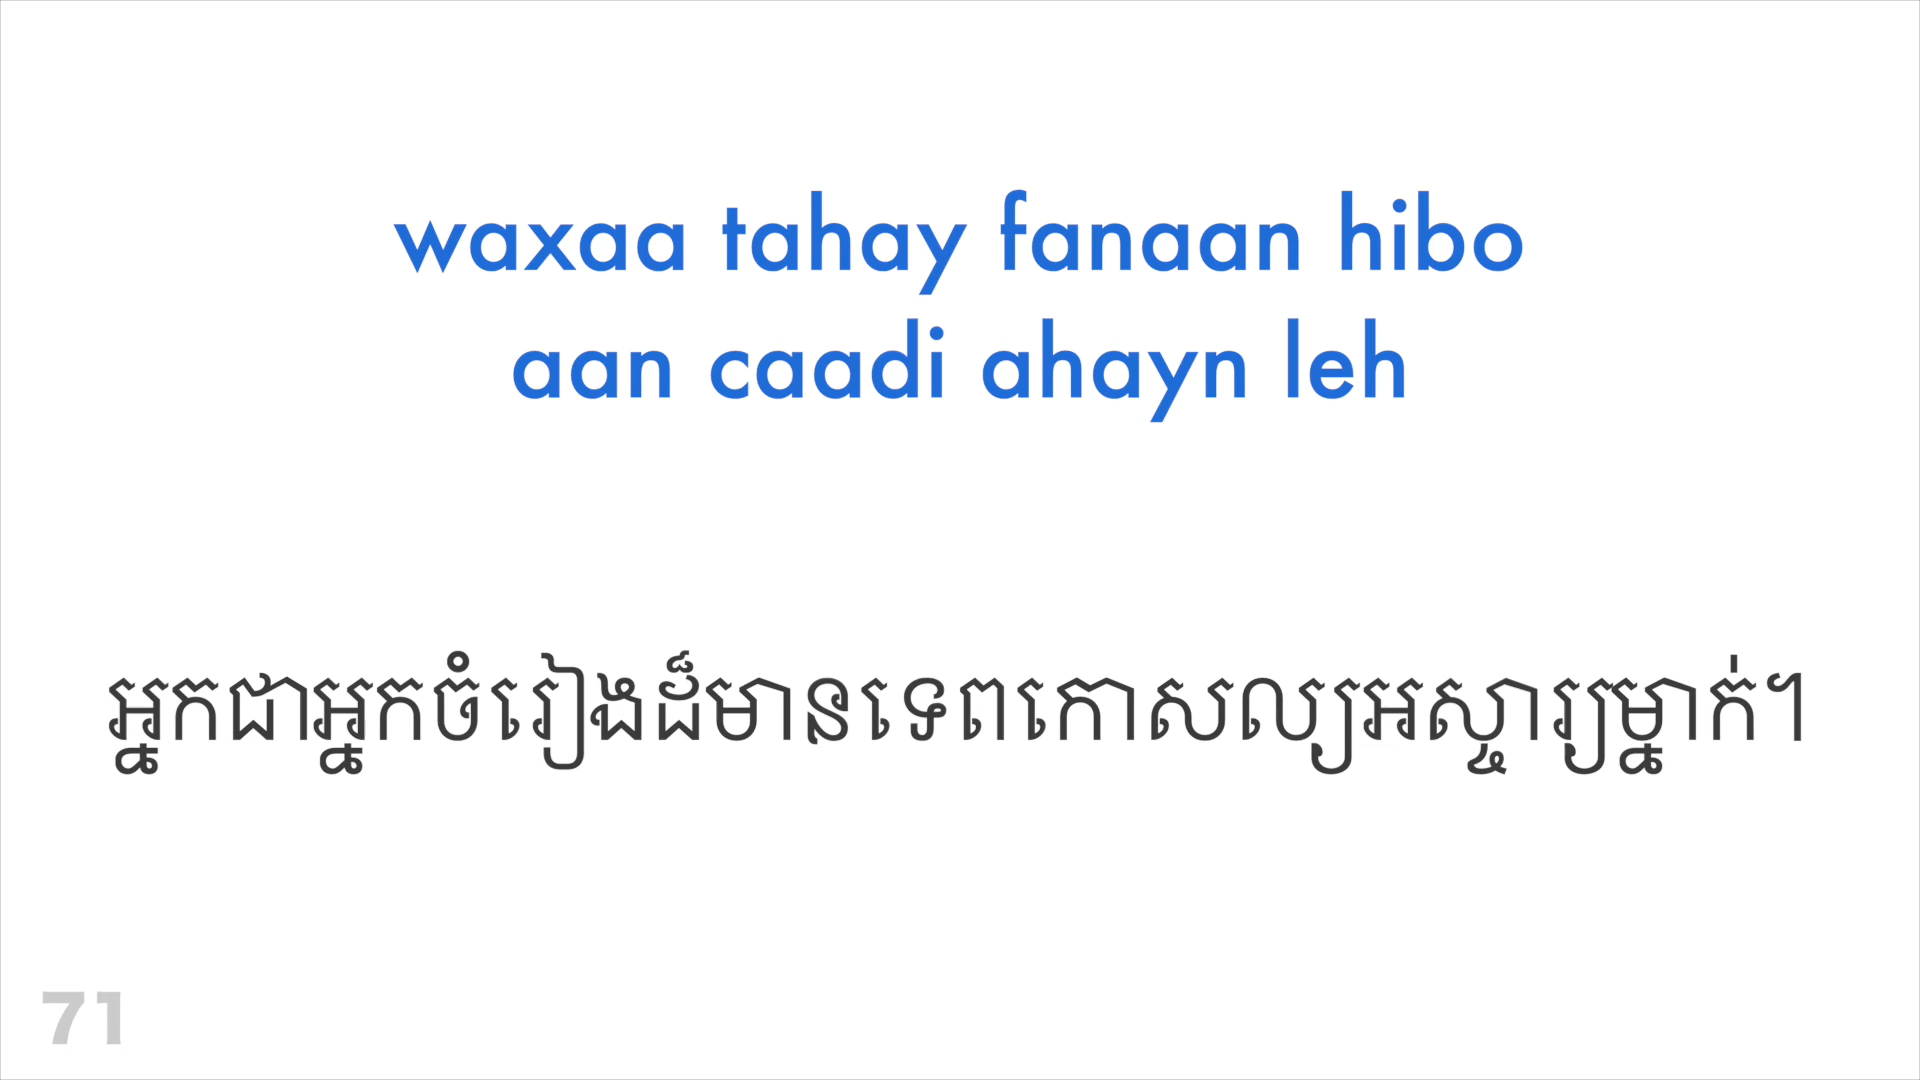 waxaa tahay fanaan hibo
aan caadi ahayn leh
អ្នកជាអ្នកចំរៀងដ៏មានទេពកោសល្យអស្ចារ្យម្នាក់។
71